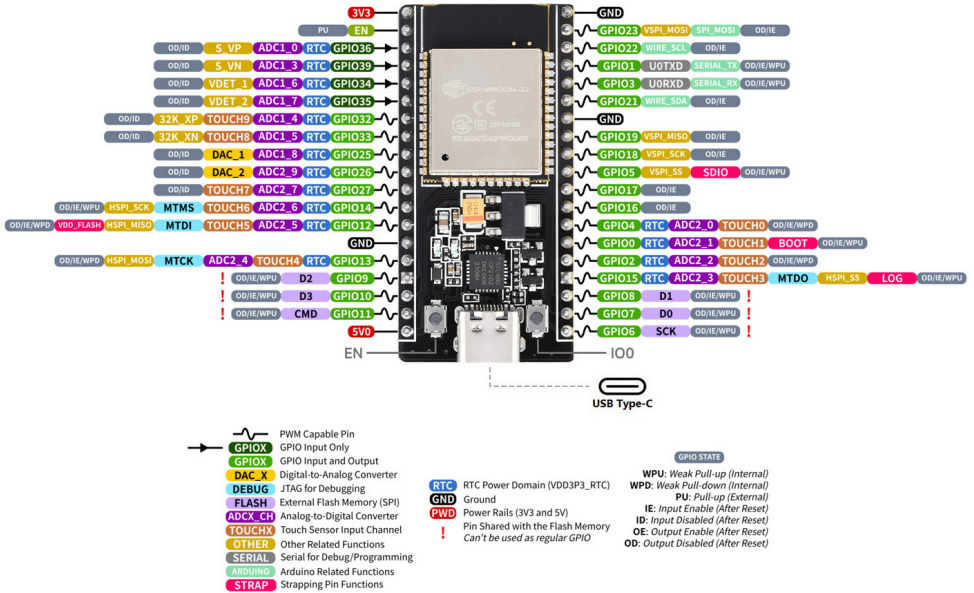 3V3 GND
PU EN GPIO23 VSPI_MOSI SPI_MOSI OD/IE
OD/ID S_VP ADC1_0 RTC GPIO36 GPIO22 WIRE_SCL OD/IE
OD/ID S_VN ADC1_3 RTC GPIO39 GPIO1 U0TXD SERIAL_TX OD/IE/WPU
OD/ID VDET_1 ADC1_6 RTC GPIO34 GPIO3 U0RXD SERIAL_RX OD/IE/WPU
OD/ID VDET_2 ADC1_7 RTC GPIO35 GPIO21 WIRE_SDA OD/IE
OD/ID 32K_XP TOUCH9 ADC1_4 RTC GPIO32 GND
OD/ID 32K_XN TOUCH8 ADC1_5 RTC GPIO33 GPIO19 VSPI_MISO OD/IE
OD/ID DAC_1 ADC1_8 RTC GPIO25 GPIO18 VSPI_SCK OD/IE
OD/ID DAC_2 ADC2_9 RTC GPIO26 GPIO5 VSPI_SS SDIO OD/IE/WPU
OD/ID TOUCH7 ADC2_7 RTC GPIO27 GPIO17 OD/IE
OD/IE/WPU HSPI_SCK MTMS TOUCH6 ADC2_6 RTC GPIO14 GPIO16 OD/IE
OD/IE/WPD VDD_FLASH HSPI_MISO MTDI TOUCH5 ADC2_5 RTC GPIO12 GPIO4 RTC ADC2_0 TOUCH0 OD/IE/WPD
GND GPIO0 RTC ADC2_1 TOUCH1 BOOT OD/IE/WPU
OD/IE/WPD HSPI_MOSI MTCK ADC2_4 TOUCH4 RTC GPIO13 GPIO2 RTC ADC2_2 TOUCH2 OD/IE/WPD
! OD/IE/WPU D2 GPIO9 GPIO15 RTC ADC2_3 TOUCH3 MTDO HSPI_SS LOG OD/IE/WPU
! OD/IE/WPU D3 GPIO10 GPIO8 D1 OD/IE/WPU !
! OD/IE/WPU CMD GPIO11 GPIO7 D0 OD/IE/WPU !
5V0 GPIO6 SCK OD/IE/WPU !
EN IO0
USB Type-C
PWM Capable Pin
GPIOX GPIO Input Only
GPIOX GPIO Input and Output
DAC_X Digital-to-Analog Converter
DEBUG JTAG for Debugging
FLASH External Flash Memory (SPI)
ADCX_CH Analog-to-Digital Converter
TOUCHX Touch Sensor Input Channel
OTHER Other Related Functions
SERIAL Serial for Debug/Programming
ARDUINO Arduino Related Functions
STRAP Strapping Pin Functions
RTC RTC Power Domain (VDD3P3_RTC)
GND Ground
PWD Power Rails (3V3 and 5V)
! Pin Shared with the Flash Memory
Can't be used as regular GPIO
GPIO STATE
WPU: Weak Pull-up (Internal)
WPD: Weak Pull-down (Internal)
PU: Pull-up (External)
IE: Input Enable (After Reset)
ID: Input Disabled (After Reset)
OE: Output Enable (After Reset)
OD: Output Disabled (After Reset)